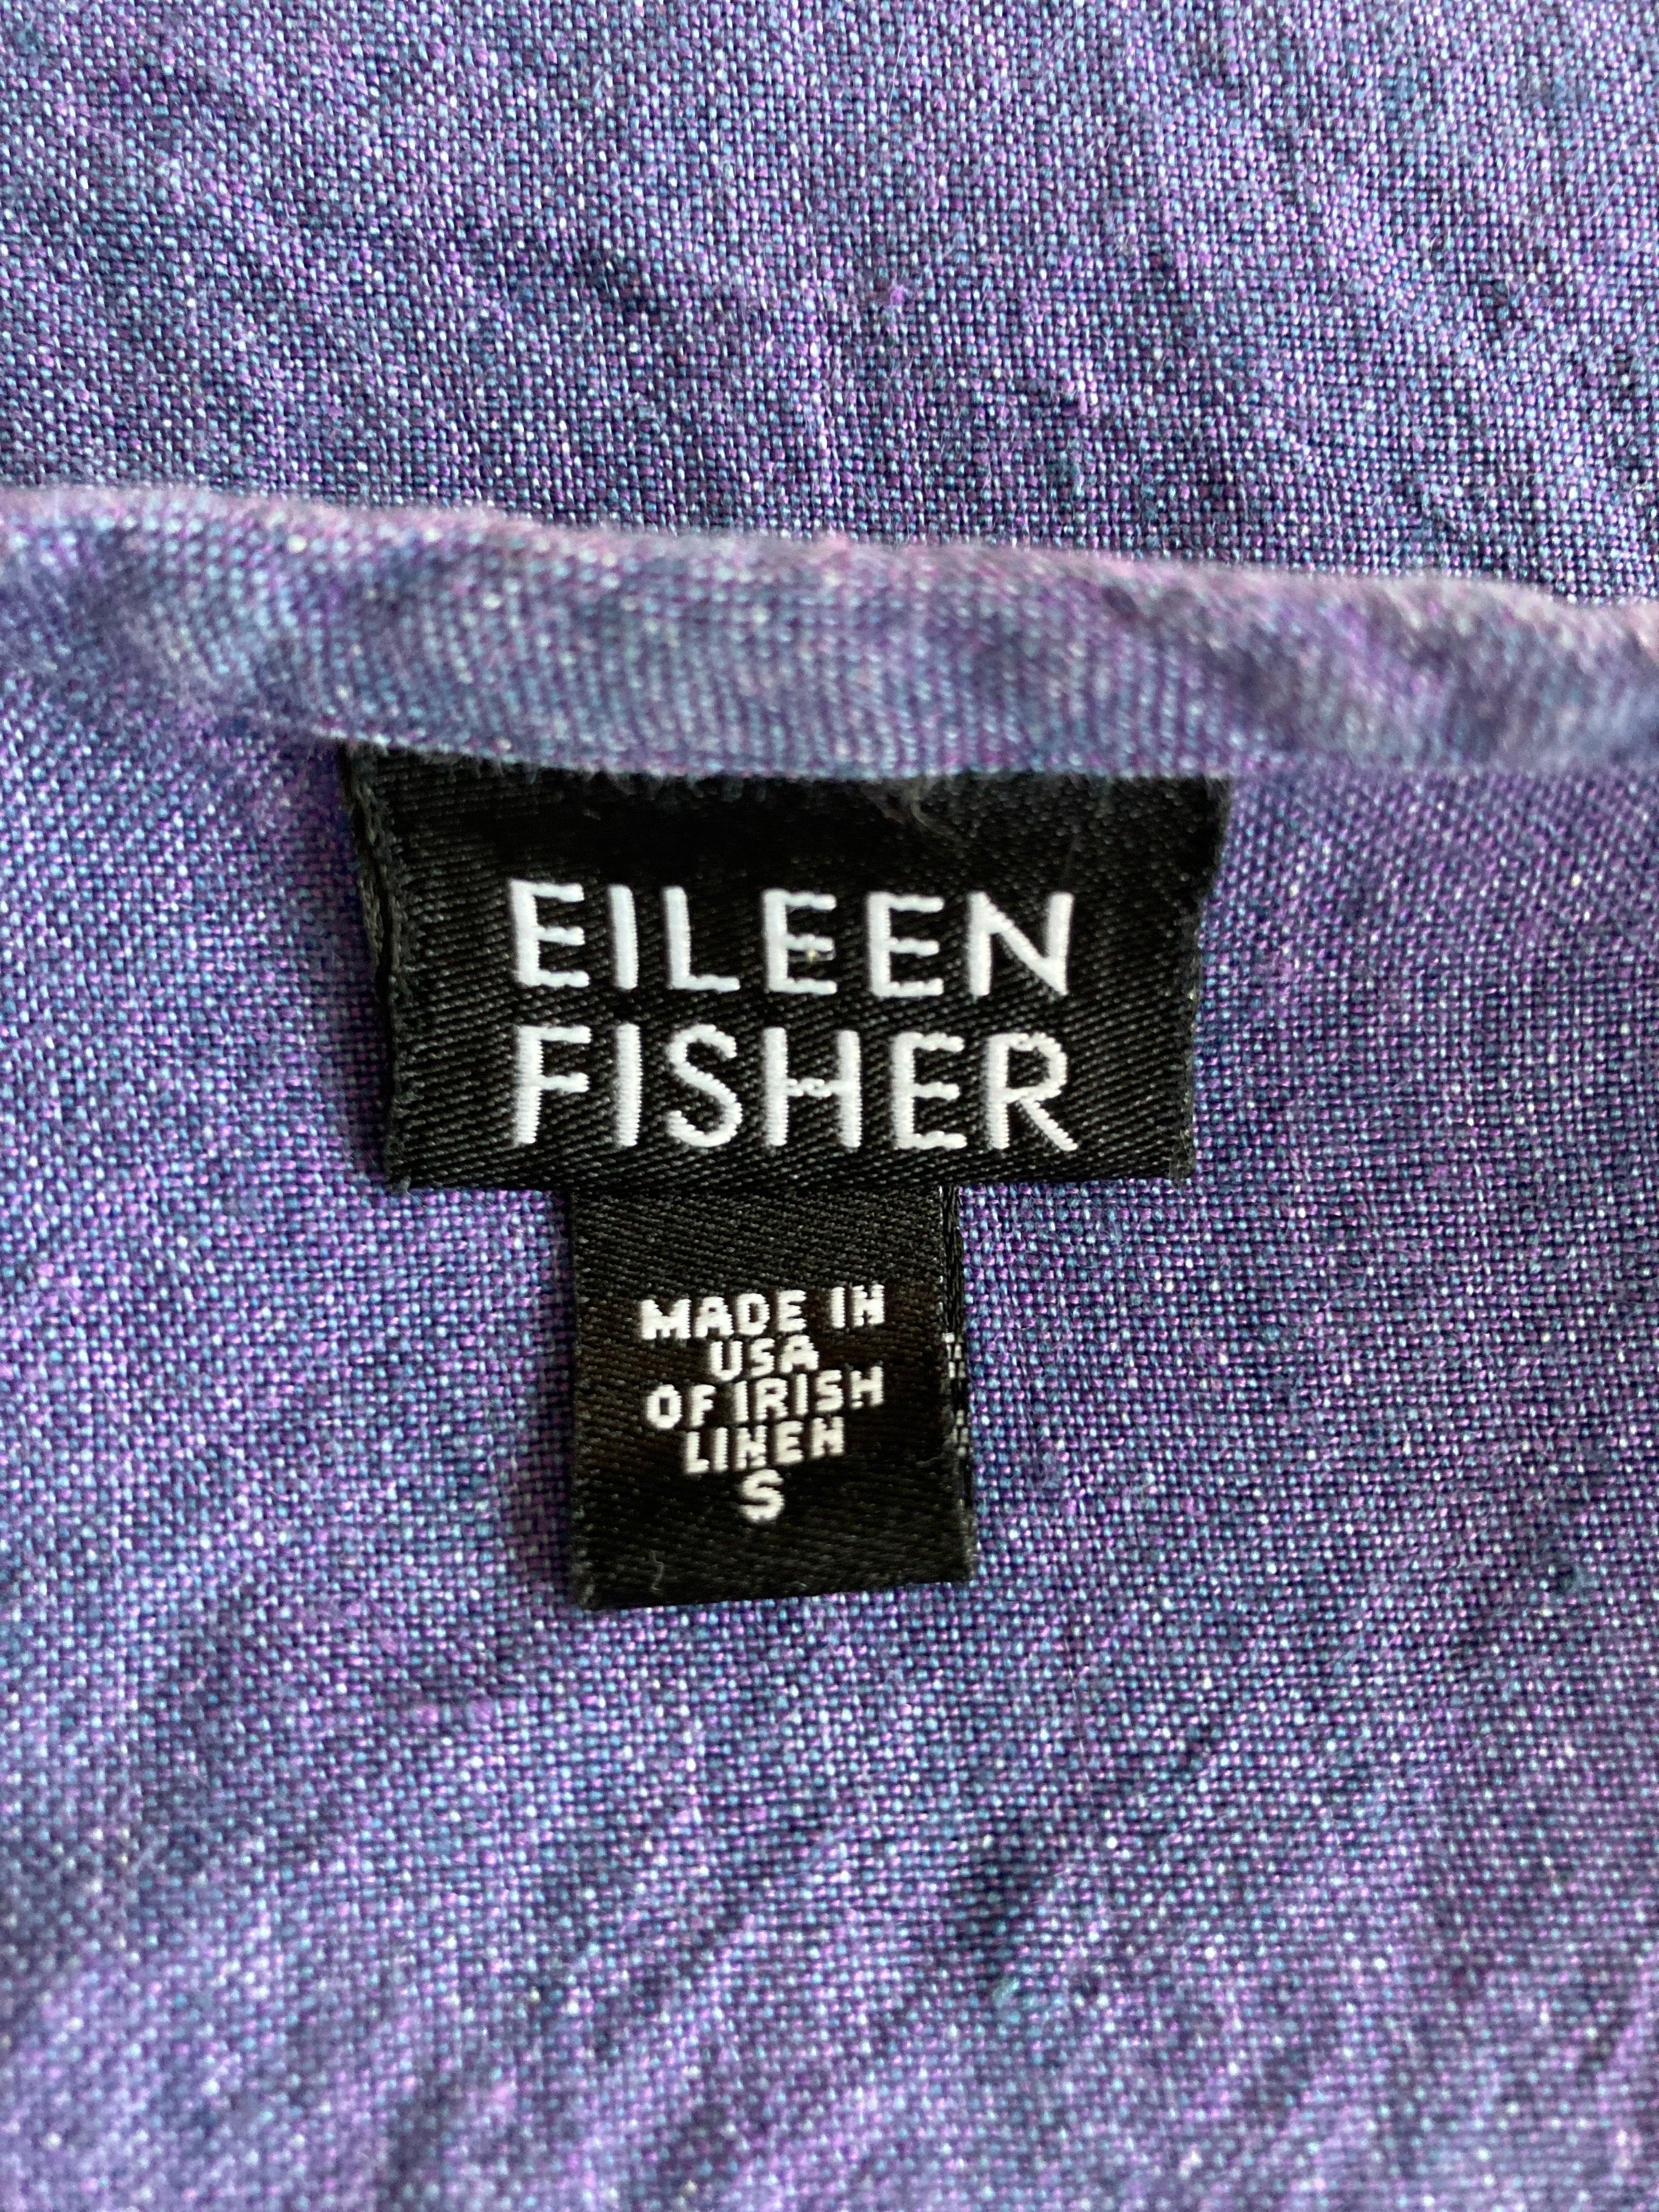 EILEEN
FISHER
MADE IN
USA
OF IRISH
LINEN
S